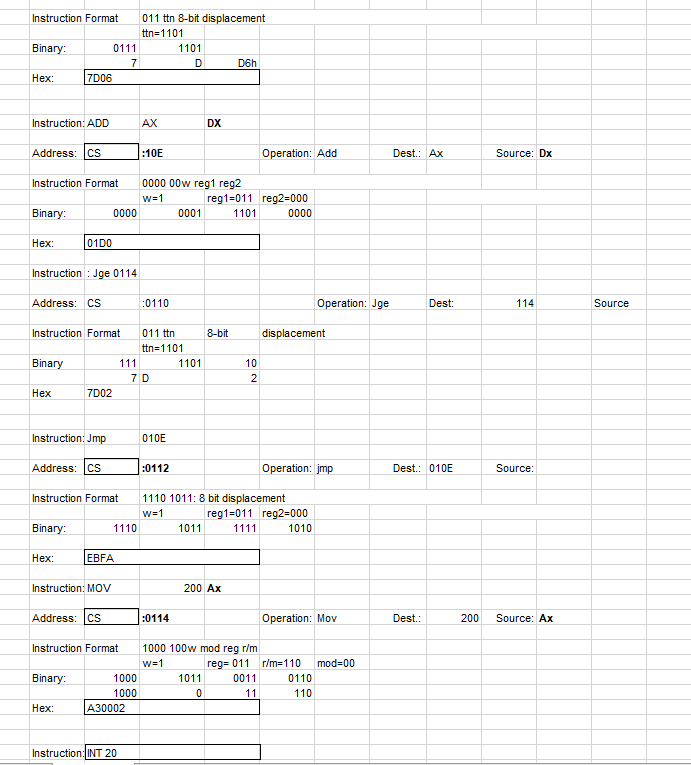 Instruction Format 011 ttn 8-bit displacement
ttn=1101
Binary: 0111 1101
7 D D6h
Hex: 7D06
Instruction: ADD AX DX
Address: CS :10E Operation: Add Dest.: Ax Source: Dx
Instruction Format 0000 00w reg1 reg2
w=1 reg1=011 reg2=000
Binary: 0000 0001 1101 0000
Hex: 01D0
Instruction : Jge 0114
Address: CS :0110 Operation: Jge Dest: 114 Source
Instruction Format 011 ttn 8-bit displacement
ttn=1101
Binary 111 1101 10
7 D 2
Hex 7D02
Instruction: Jmp 010E
Address: CS :0112 Operation: jmp Dest.: 010E Source:
Instruction Format 1110 1011: 8 bit displacement
w=1 reg1=011 reg2=000
Binary: 1110 1011 1111 1010
Hex: EBFA
Instruction: MOV 200 Ax
Address: CS :0114 Operation: Mov Dest.: 200 Source: Ax
Instruction Format 1000 100w mod reg r/m
w=1 reg= 011 r/m=110 mod=00
Binary: 1000 1011 0011 0110
1000 0 11 110
Hex: A30002
Instruction: INT 20